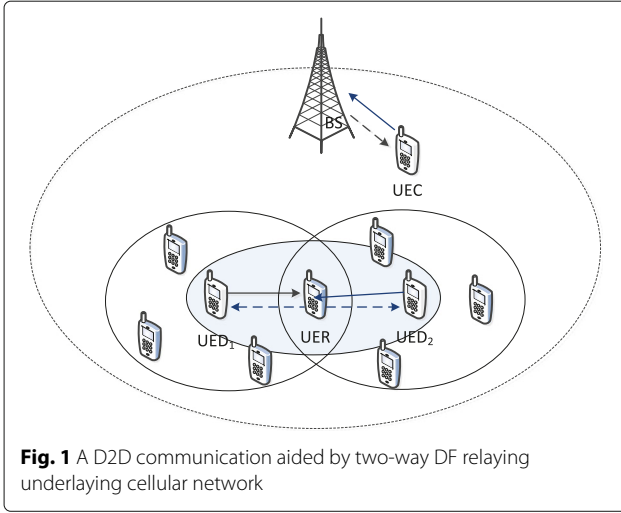 BS
UEC
UED₁
UER
UED₂
Fig. 1 A D2D communication aided by two-way DF relaying
underlaying cellular network